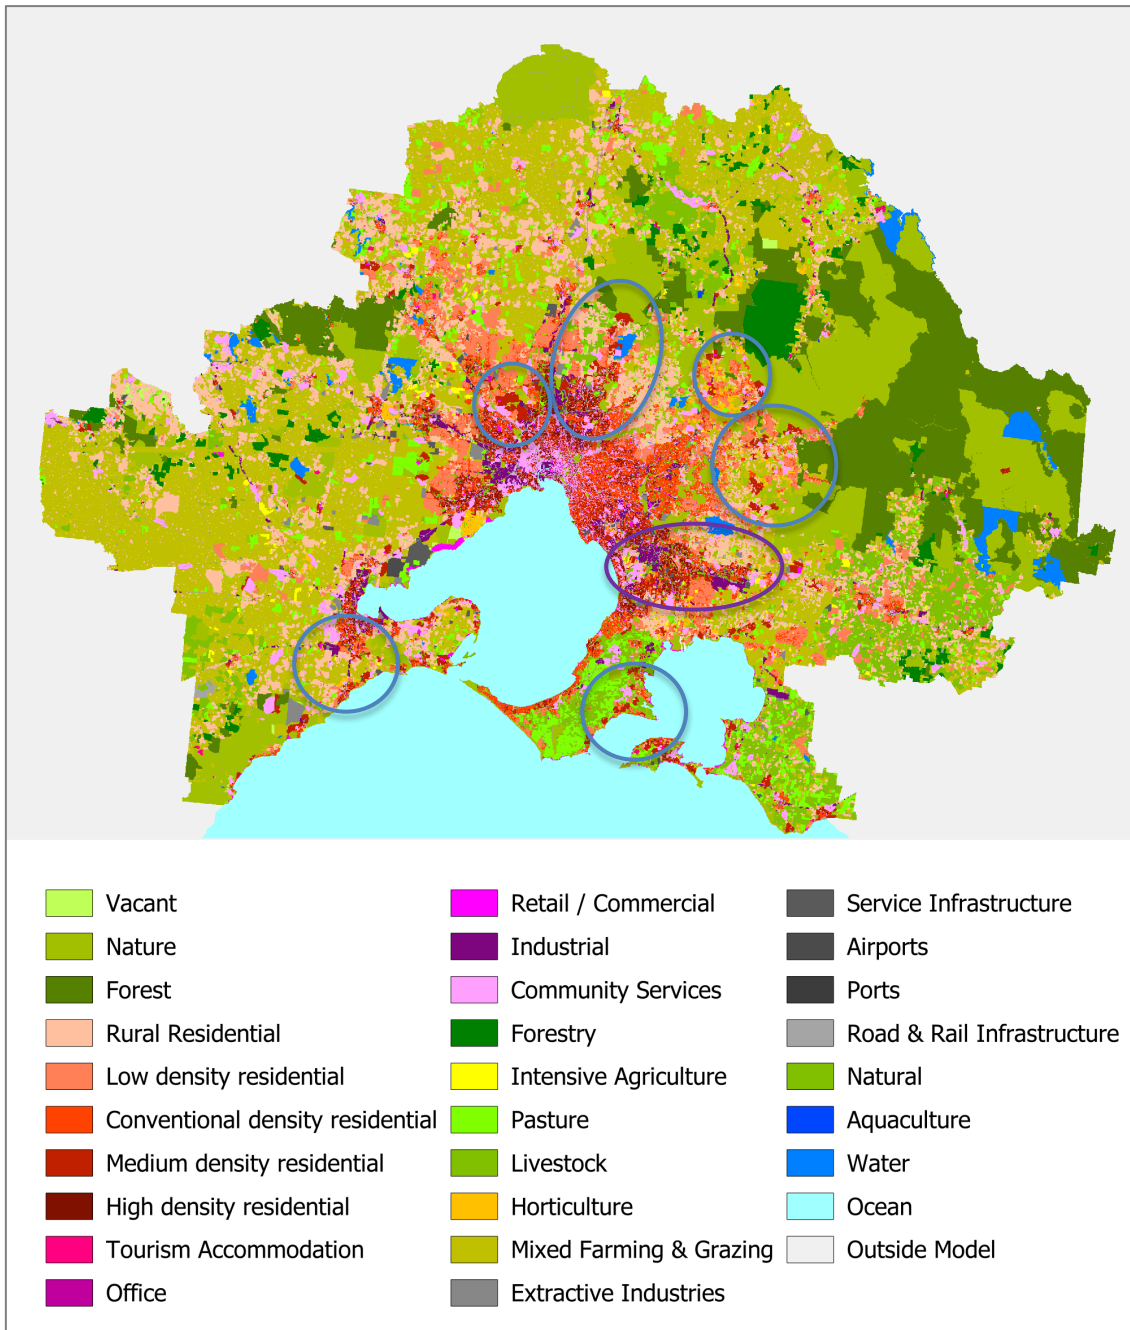 Vacant
Nature
Forest
Rural Residential
Low density residential
Conventional density residential
Medium density residential
High density residential
Tourism Accommodation
Office
Retail / Commercial
Industrial
Community Services
Forestry
Intensive Agriculture
Pasture
Livestock
Horticulture
Mixed Farming & Grazing
Extractive Industries
Service Infrastructure
Airports
Ports
Road & Rail Infrastructure
Natural
Aquaculture
Water
Ocean
Outside Model